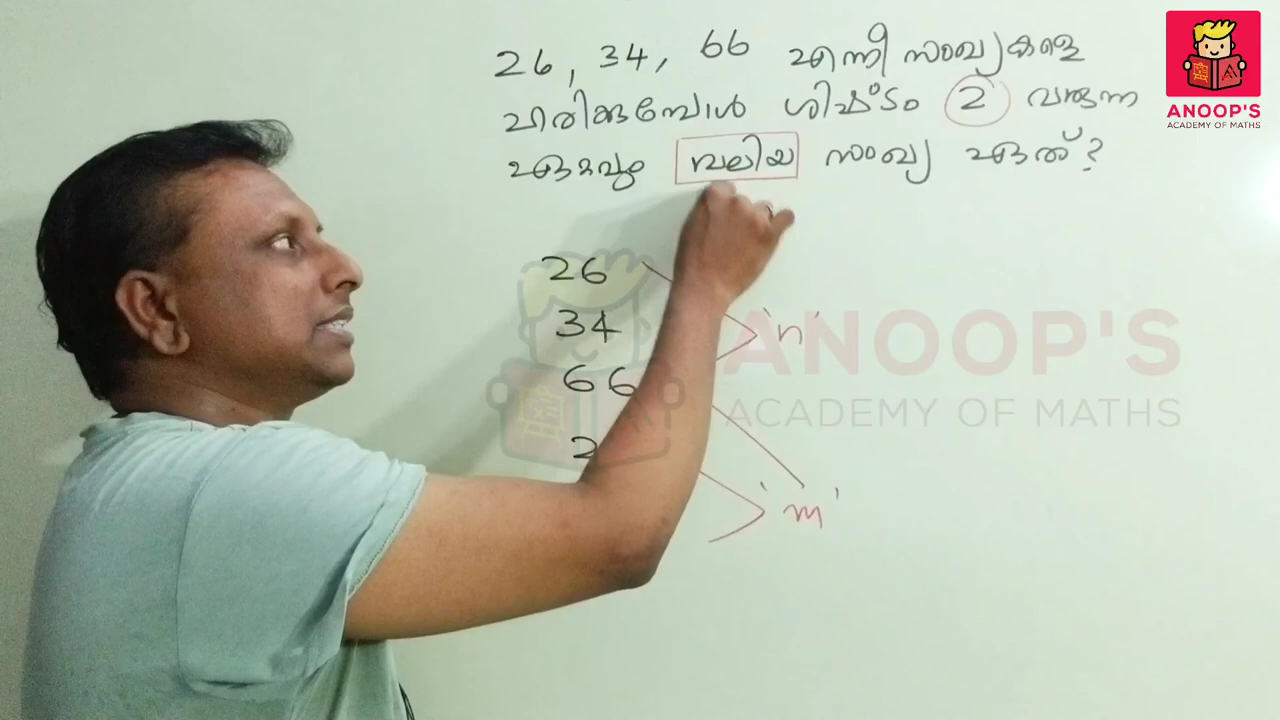 26, 34, 66 എന്നീ സംഖ്യകളെ
ഹരിക്കുമ്പോൾ ശിഷ്ടം 2 വരുന്ന
ഏറ്റവും വലിയ സംഖ്യ ഏത്?
26
34
66
2
'n'
'm'
ANOOP'S
ACADEMY OF MATHS
ANOOP'S
ACADEMY OF MATHS